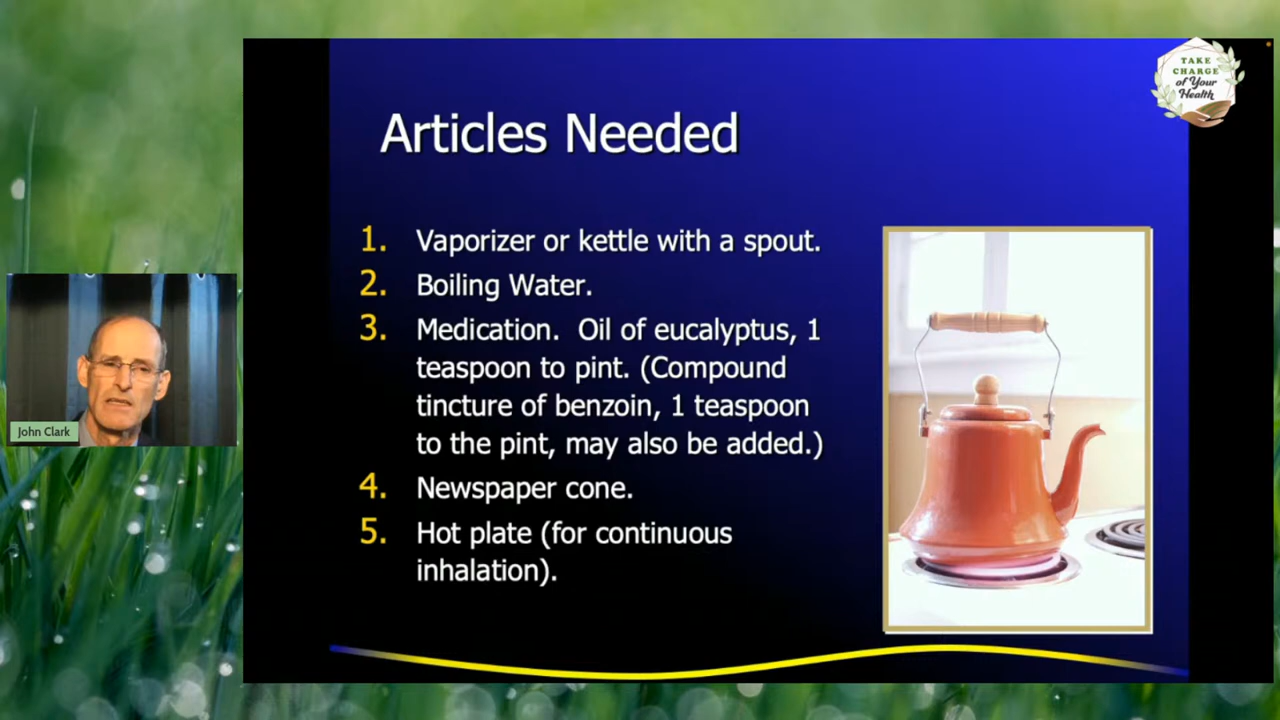 TAKE
CHARGE
of Your
Health
Articles Needed
1. Vaporizer or kettle with a spout.
2. Boiling Water.
3. Medication. Oil of eucalyptus, 1
teaspoon to pint. (Compound
tincture of benzoin, 1 teaspoon
to the pint, may also be added.)
4. Newspaper cone.
5. Hot plate (for continuous
inhalation).
John Clark